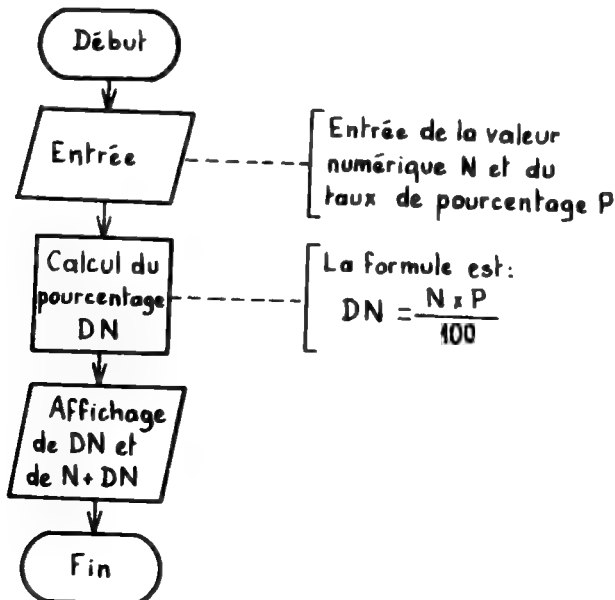 Début
Entrée
Entrée de la valeur
numérique N et du
taux de pourcentage P
Calcul du
pourcentage
DN
La formule est:
DN = N x P
100
Affichage
de DN et
de N+DN
Fin